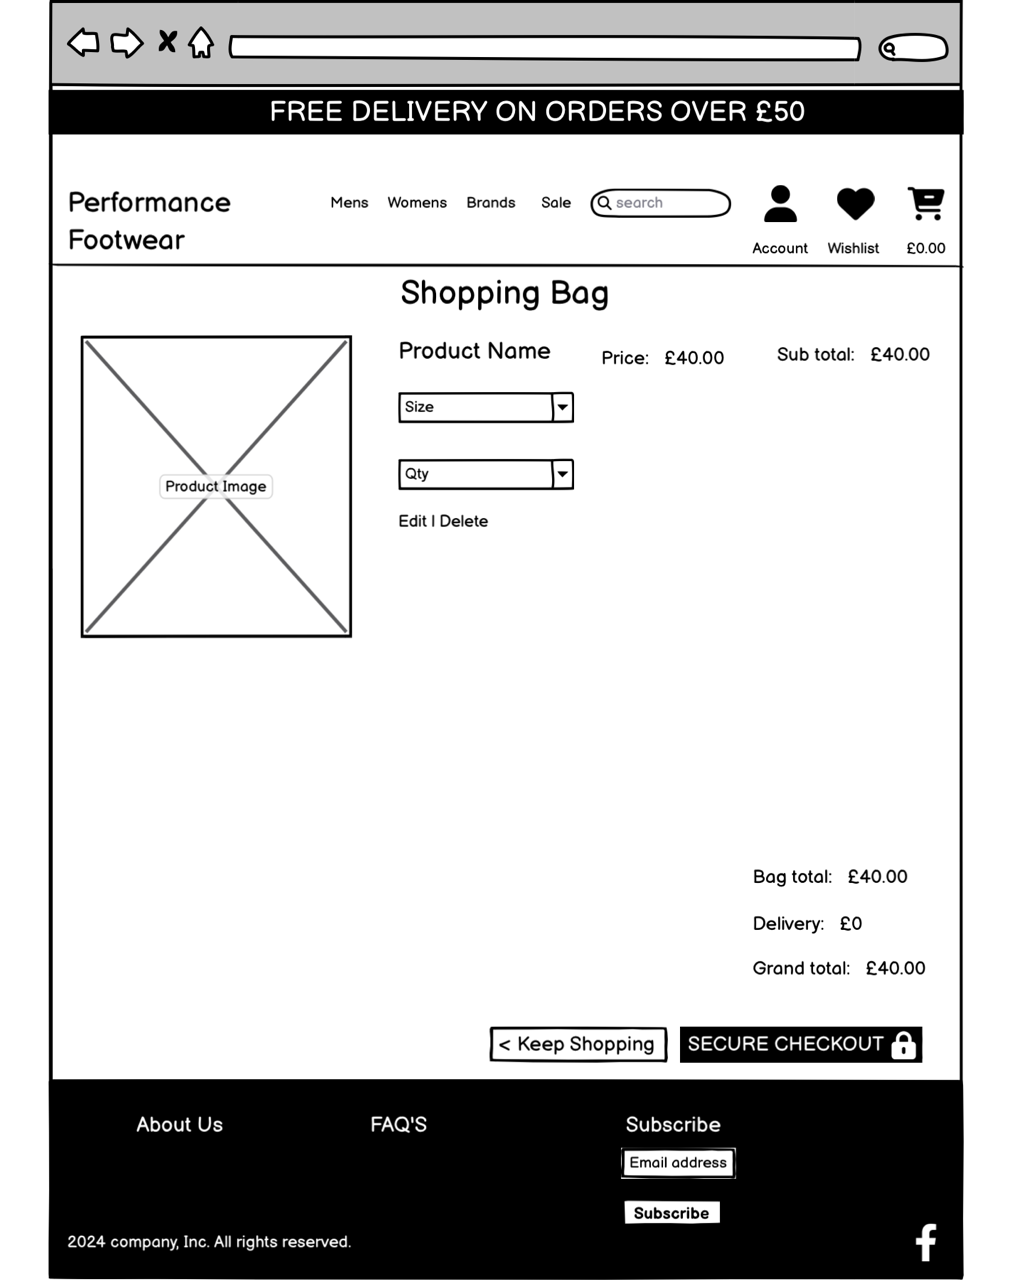 FREE DELIVERY ON ORDERS OVER £50
Performance
Footwear
Mens Womens Brands Sale search
Account Wishlist £0.00
Shopping Bag
Product Name Price: £40.00 Sub total: £40.00
Size
Qty
Product Image
Edit | Delete
Bag total: £40.00
Delivery: £0
Grand total: £40.00
< Keep Shopping SECURE CHECKOUT
About Us FAQ'S Subscribe
Email address
Subscribe
2024 company, Inc. All rights reserved.